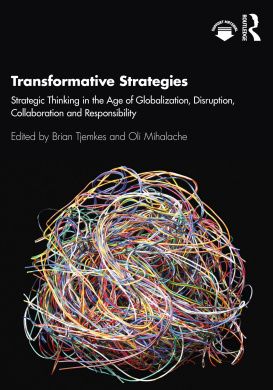 ROUTLEDGE
Transformative Strategies
Strategic Thinking in the Age of Globalization, Disruption,
Collaboration and Responsibility
Edited by Brian Tjemkes and Oli Mihalache